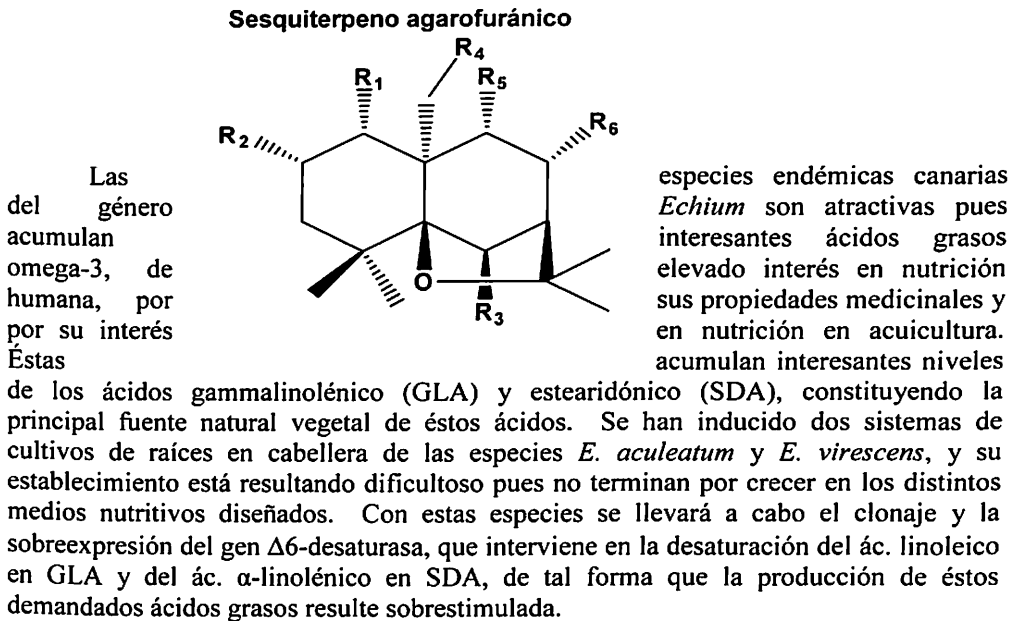 Sesquiterpeno agarofuránico
R₄
R₁
R₅
R₂
R₆
O
R₃
Las especies endémicas canarias
del género Echium son atractivas pues
acumulan interesantes ácidos grasos
omega-3, de elevado interés en nutrición
humana, por sus propiedades medicinales y
por su interés en nutrición en acuicultura.
Éstas acumulan interesantes niveles
de los ácidos gammalinolénico (GLA) y estearidónico (SDA), constituyendo la
principal fuente natural vegetal de éstos ácidos. Se han inducido dos sistemas de
cultivos de raíces en cabellera de las especies E. aculeatum y E. virescens, y su
establecimiento está resultando dificultoso pues no terminan por crecer en los distintos
medios nutritivos diseñados. Con estas especies se llevará a cabo el clonaje y la
sobreexpresión del gen Δ6-desaturasa, que interviene en la desaturación del ác. linoleico
en GLA y del ác. α-linolénico en SDA, de tal forma que la producción de éstos
demandados ácidos grasos resulte sobrestimulada.